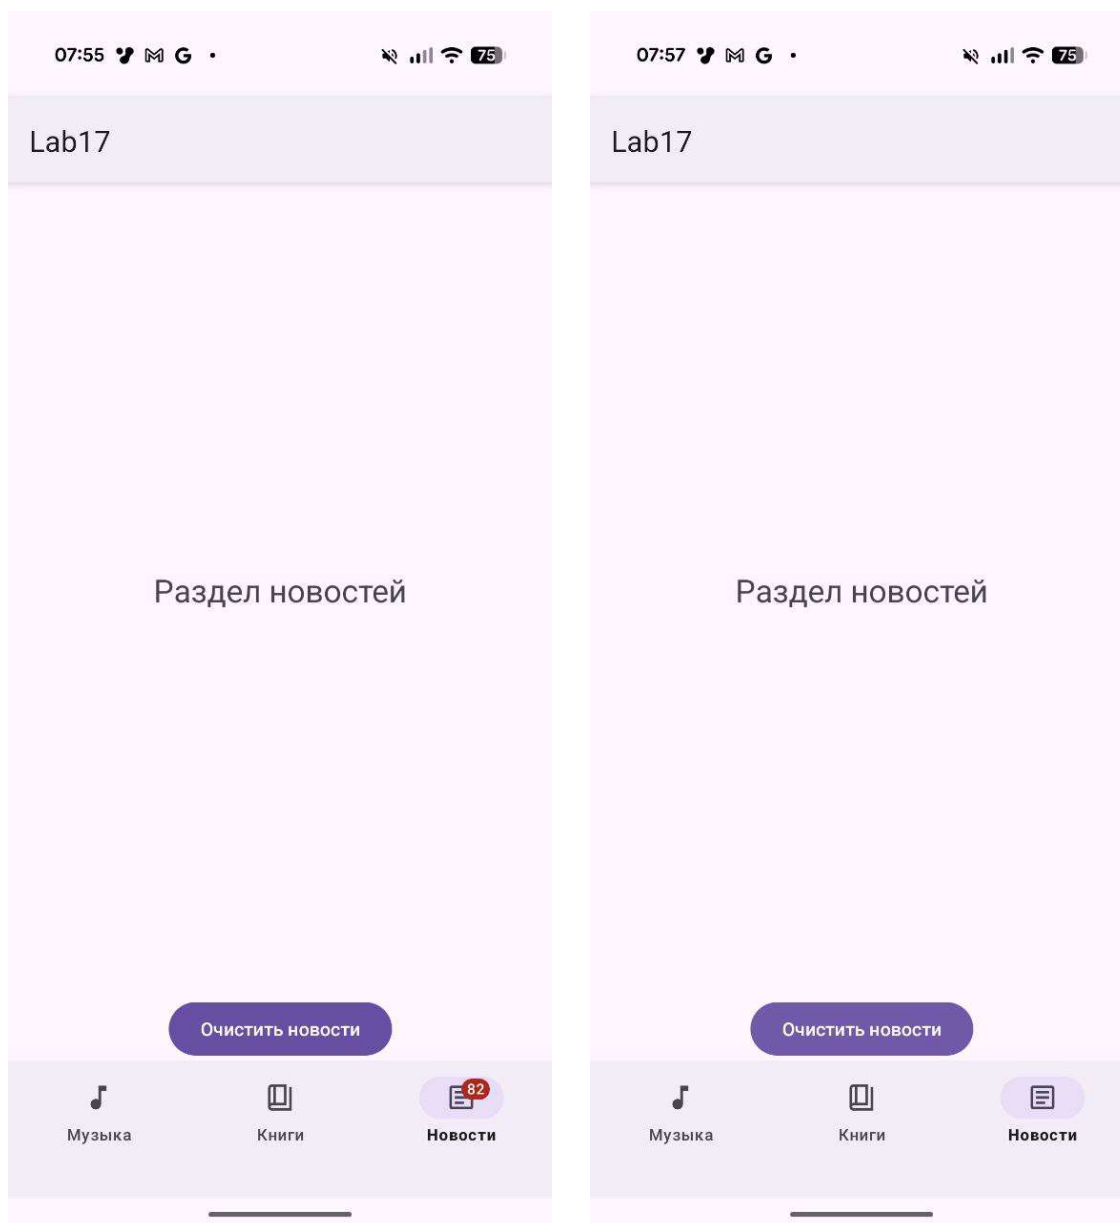 07:55 G 75
Lab17
Раздел новостей
Очистить новости
82
Музыка Книги Новости
07:57 G 75
Lab17
Раздел новостей
Очистить новости
Музыка Книги Новости